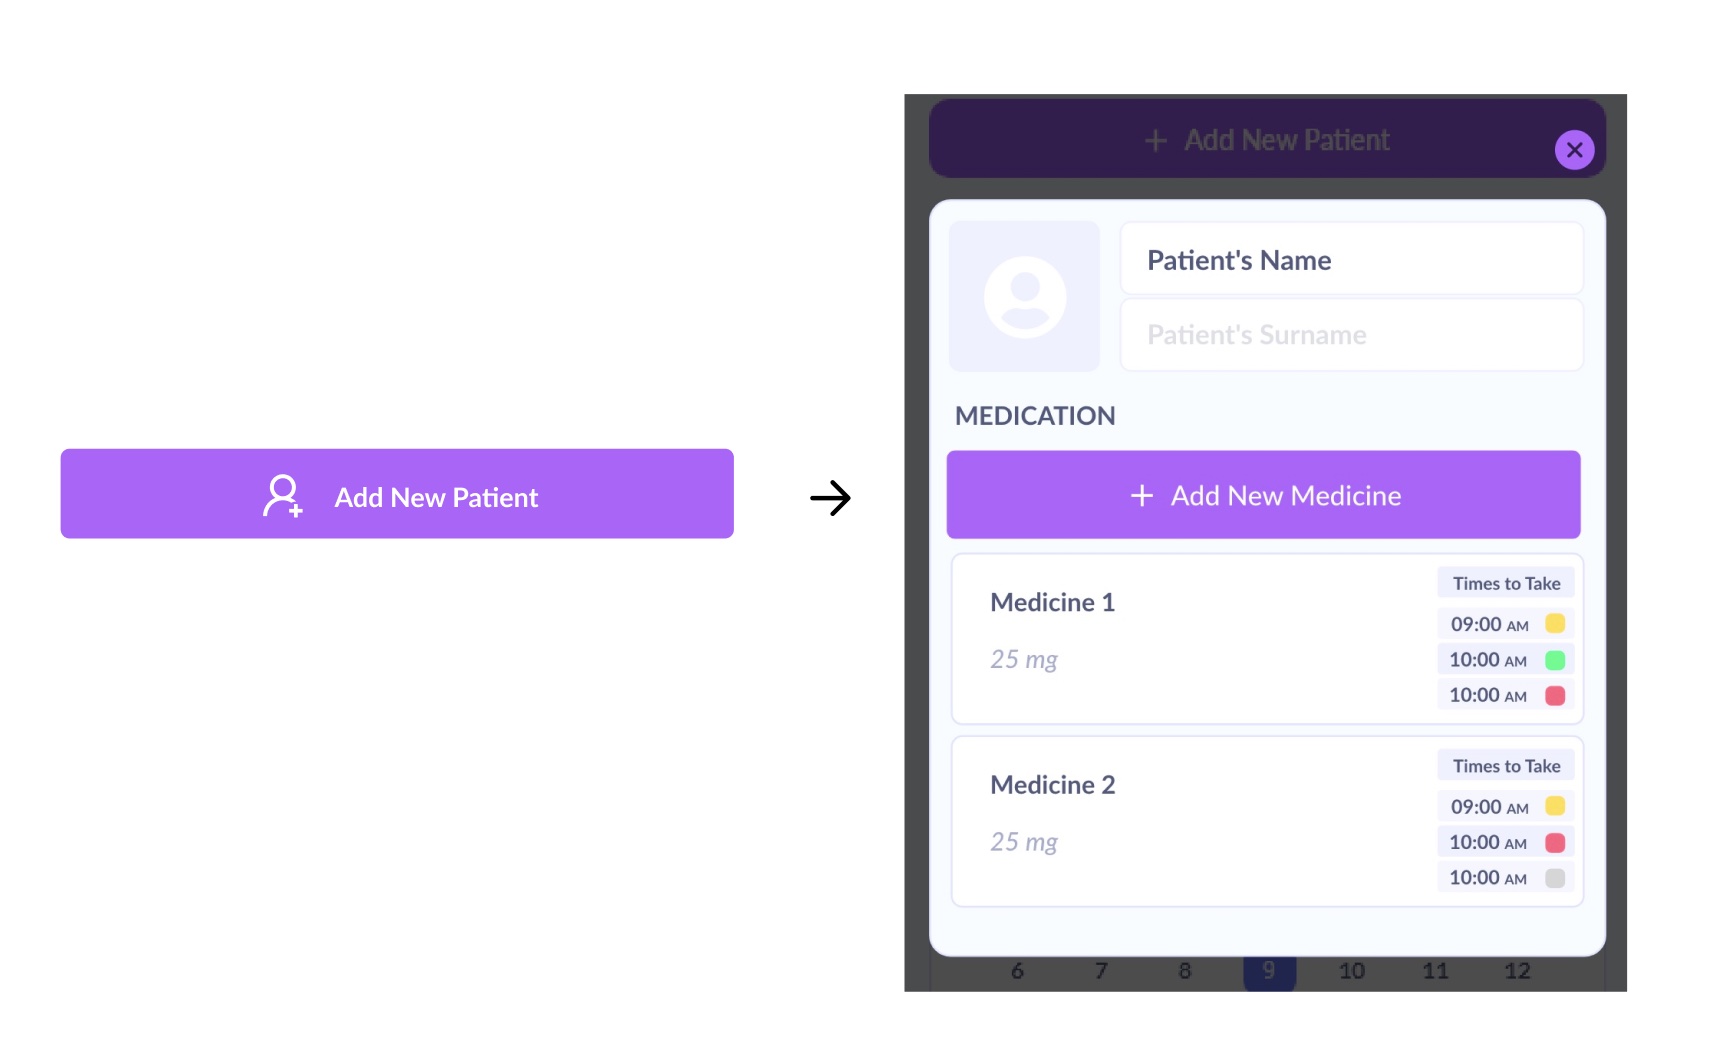 Add New Patient
Add New Patient
Patient's Name
Patient's Surname
MEDICATION
Add New Medicine
Medicine 1
25 mg
Times to Take
09:00 AM
10:00 AM
10:00 AM
Medicine 2
25 mg
Times to Take
09:00 AM
10:00 AM
10:00 AM
6 7 8 9 10 11 12